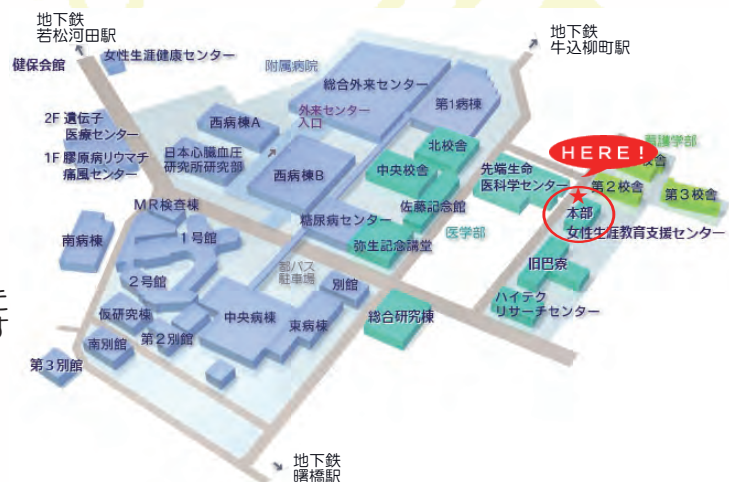 地下鉄
若松河田駅
地下鉄
牛込柳町駅
健保会館
女性生涯健康センター
附属病院
総合外来センター
外来センター
入口
第1病棟
2F 遺伝子
医療センター
1F 膠原病リウマチ
痛風センター
西病棟A
日本心臓血圧
研究所研究部
西病棟B
北校舎
中央校舎
先端生命
医科学センター
HERE!
看護学部
校舎
第2校舎
第3校舎
佐藤記念館
本部
女性生涯教育支援センター
MR検査棟
糖尿病センター
医学部
弥生記念講堂
南病棟
1号館
2号館
都バス
駐車場
別館
旧巴寮
ハイテク
リサーチセンター
仮研究棟
中央病棟
東病棟
総合研究棟
南別館
第2別館
第3別館
地下鉄
曙橋駅